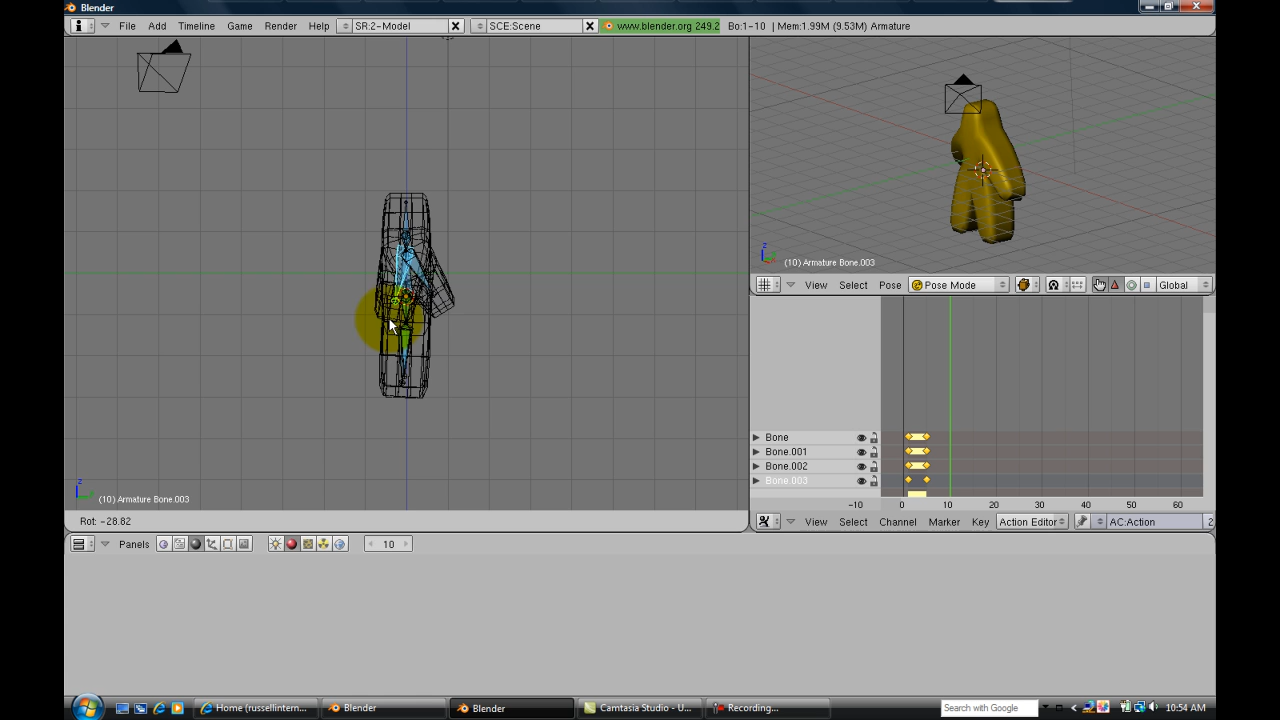 Blender
File Add Timeline Game Render Help SR:2-Model SCE:Scene www.blender.org 249.2 Bo:1-10 | Mem:1.99M (9.53M) Armature
z
(10) Armature Bone.003
View Select Pose Pose Mode Global
Bone
Bone.001
Bone.002
Bone.003
z
(10) Armature Bone.003
-10 0 10 20 30 40 50 60
Rot: -28.82
View Select Channel Marker Key Action Editor AC:Action 2
Panels 10
Home (russellintern... Blender Blender Camtasia Studio - U... Recording... Search with Google 10:54 AM